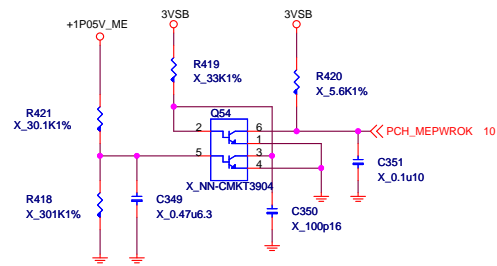 3VSB
3VSB
+1P05V_ME
R419
X_33K1%
R420
X_5.6K1%
R421
X_30.1K1%
Q54
2
6
1
5
3
4
PCH_MEPWROK 10
X_NN-CMKT3904
C351
X_0.1u10
R418
X_301K1%
C349
X_0.47u6.3
C350
X_100p16